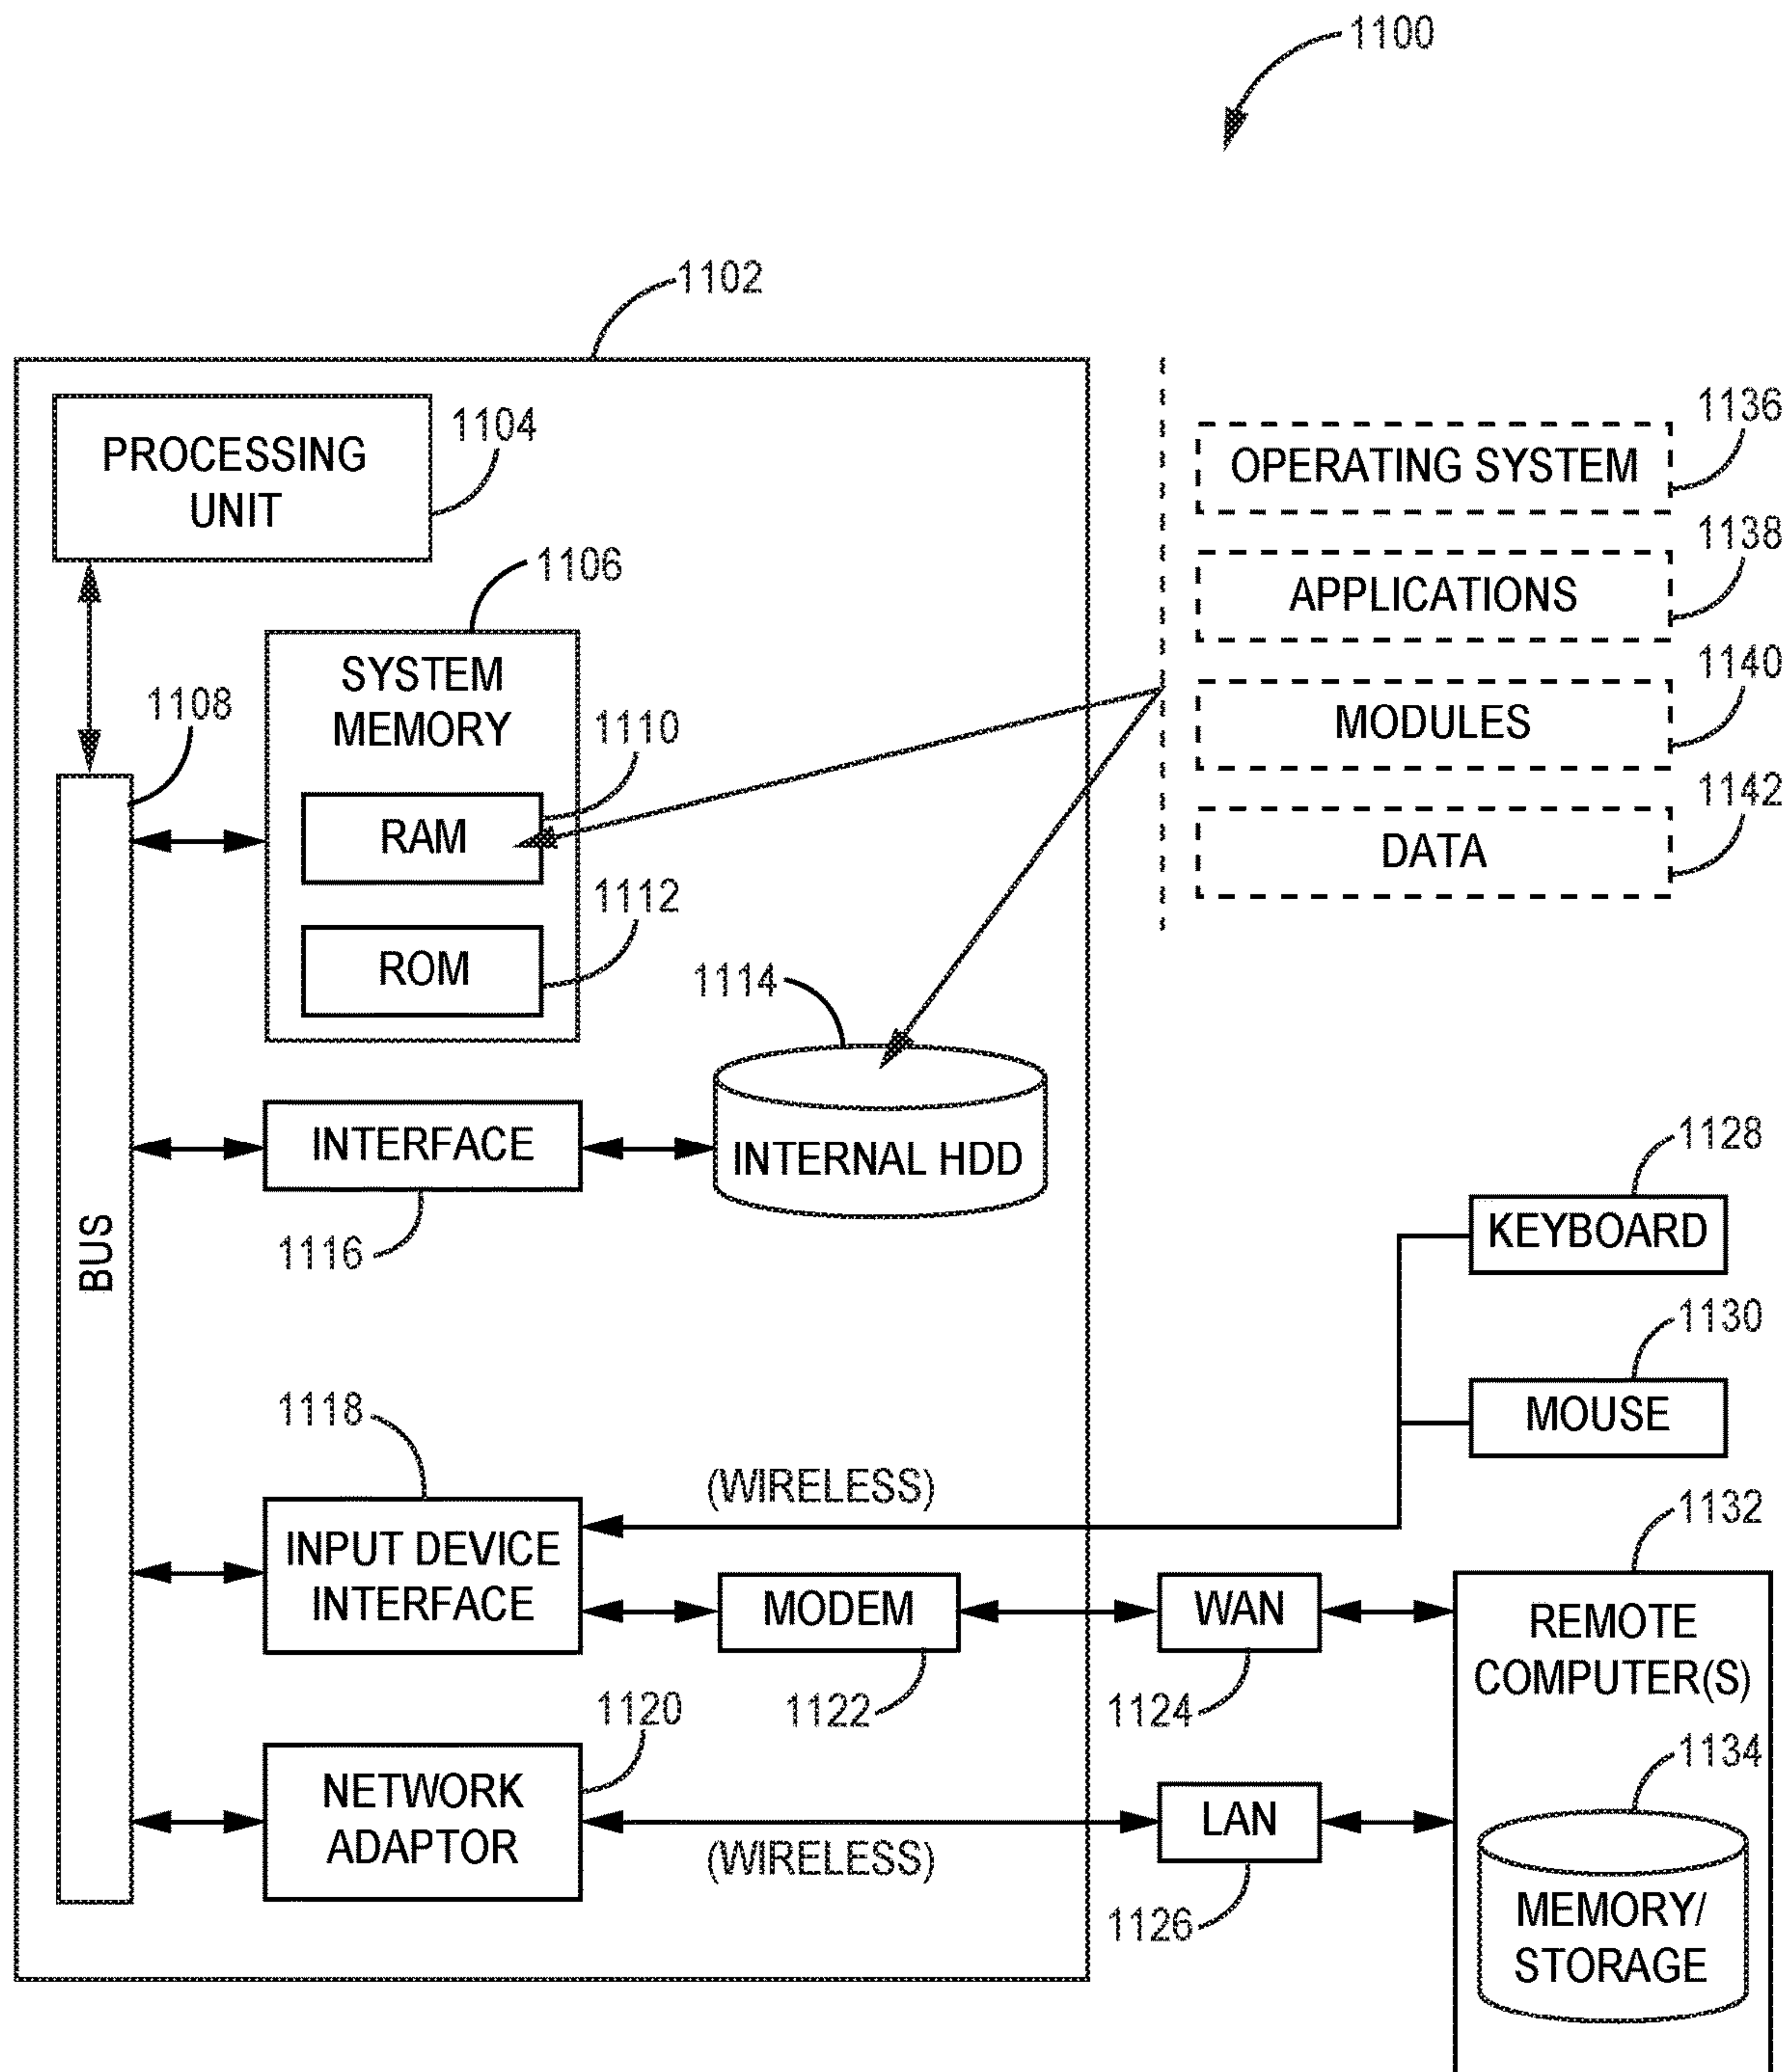 1100
1102
PROCESSING
UNIT
1104
1136
OPERATING SYSTEM
1106
1138
APPLICATIONS
SYSTEM
MEMORY
1108
1110
1140
MODULES
RAM
1142
DATA
1112
ROM
1114
INTERFACE
INTERNAL HDD
1116
BUS
1128
KEYBOARD
1130
MOUSE
1118
(WIRELESS)
1132
INPUT DEVICE
INTERFACE
MODEM
WAN
REMOTE
COMPUTER(S)
1120
1122
1124
1134
NETWORK
ADAPTOR
LAN
(WIRELESS)
1126
MEMORY/
STORAGE